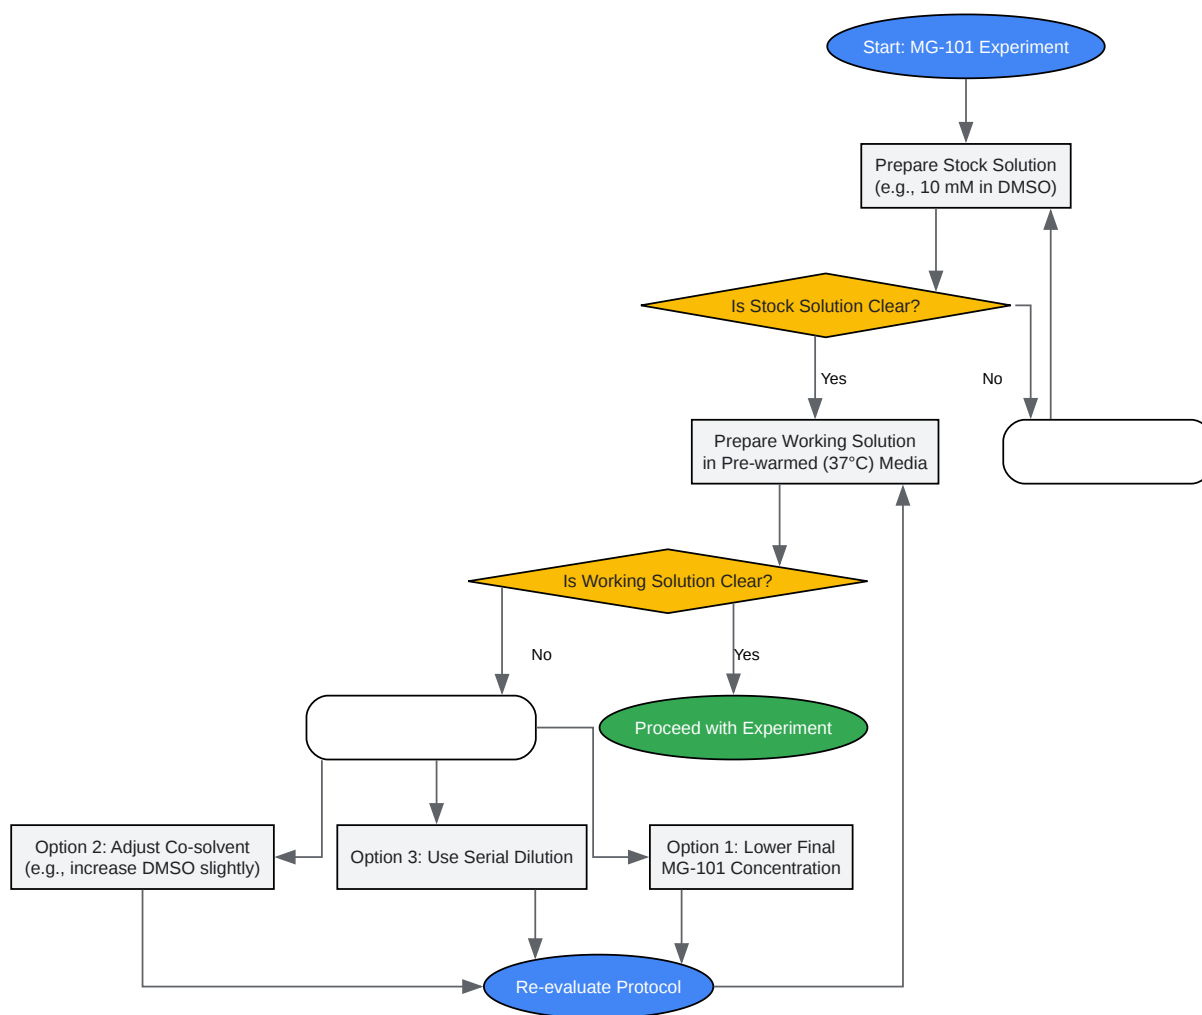 Start: MG-101 Experiment
Prepare Stock Solution
(e.g., 10 mM in DMSO)
Is Stock Solution Clear?
Yes
No
Prepare Working Solution
in Pre-warmed (37°C) Media
Is Working Solution Clear?
No
Yes
Proceed with Experiment
Option 2: Adjust Co-solvent
(e.g., increase DMSO slightly)
Option 3: Use Serial Dilution
Option 1: Lower Final
MG-101 Concentration
Re-evaluate Protocol